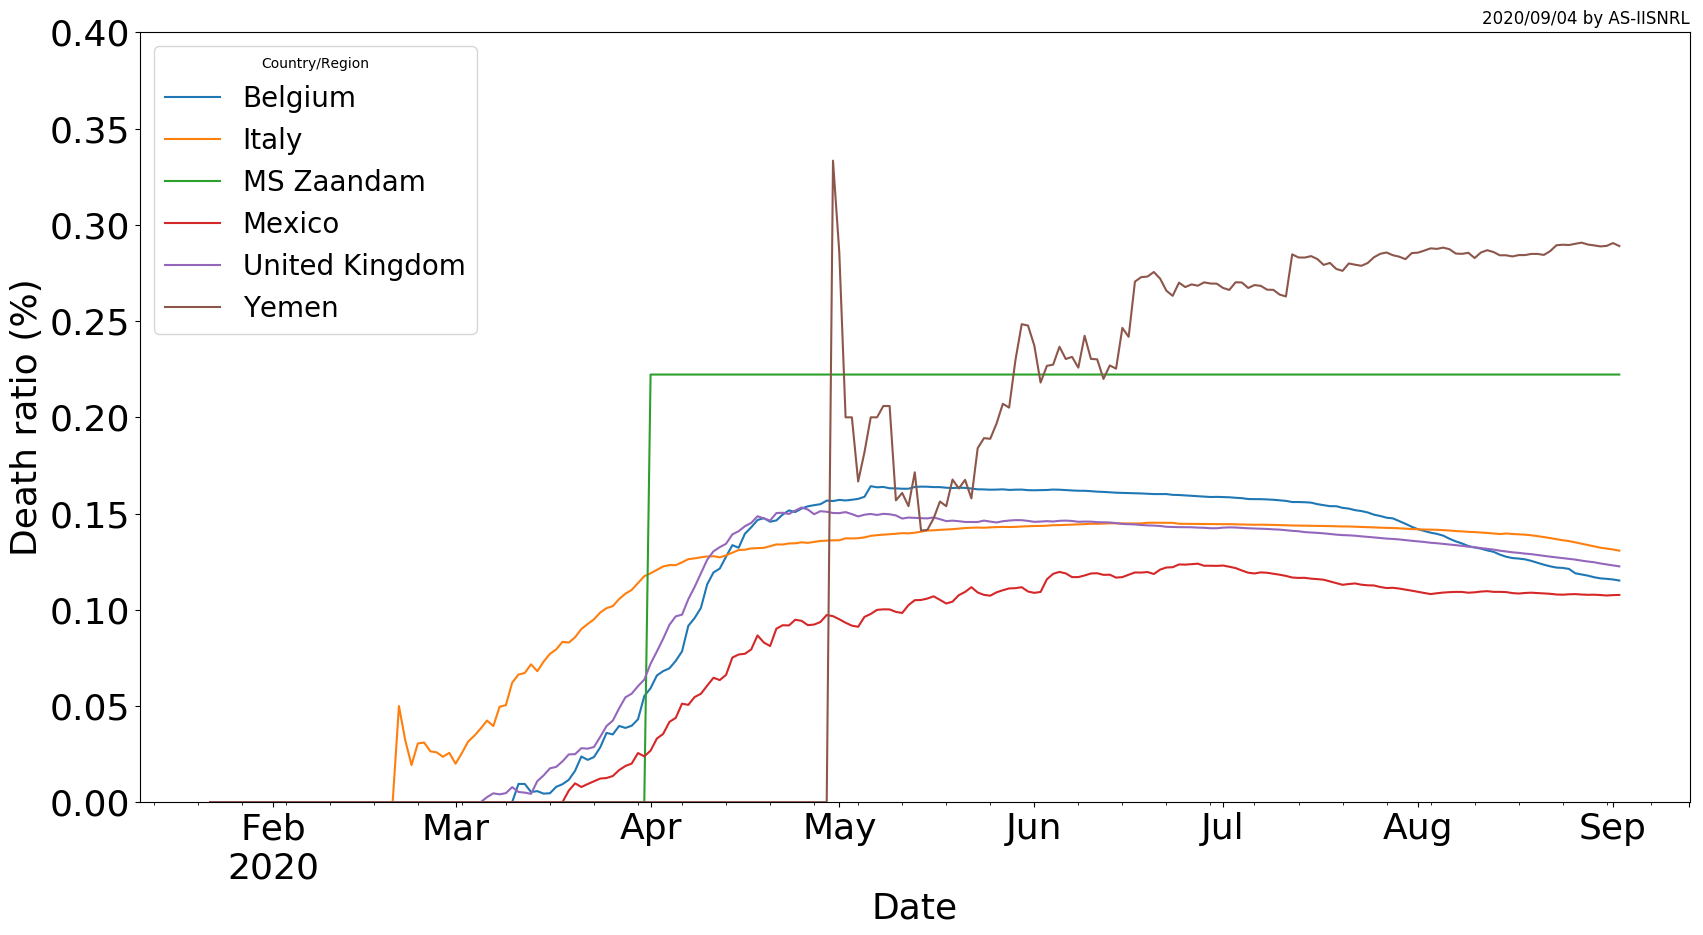 2020/09/04 by AS-IISNRL
0.40
0.35
0.30
0.25
0.20
0.15
0.10
0.05
0.00
Death ratio (%)
Country/Region
Belgium
Italy
MS Zaandam
Mexico
United Kingdom
Yemen
Feb Mar Apr May Jun Jul Aug Sep
2020
Date